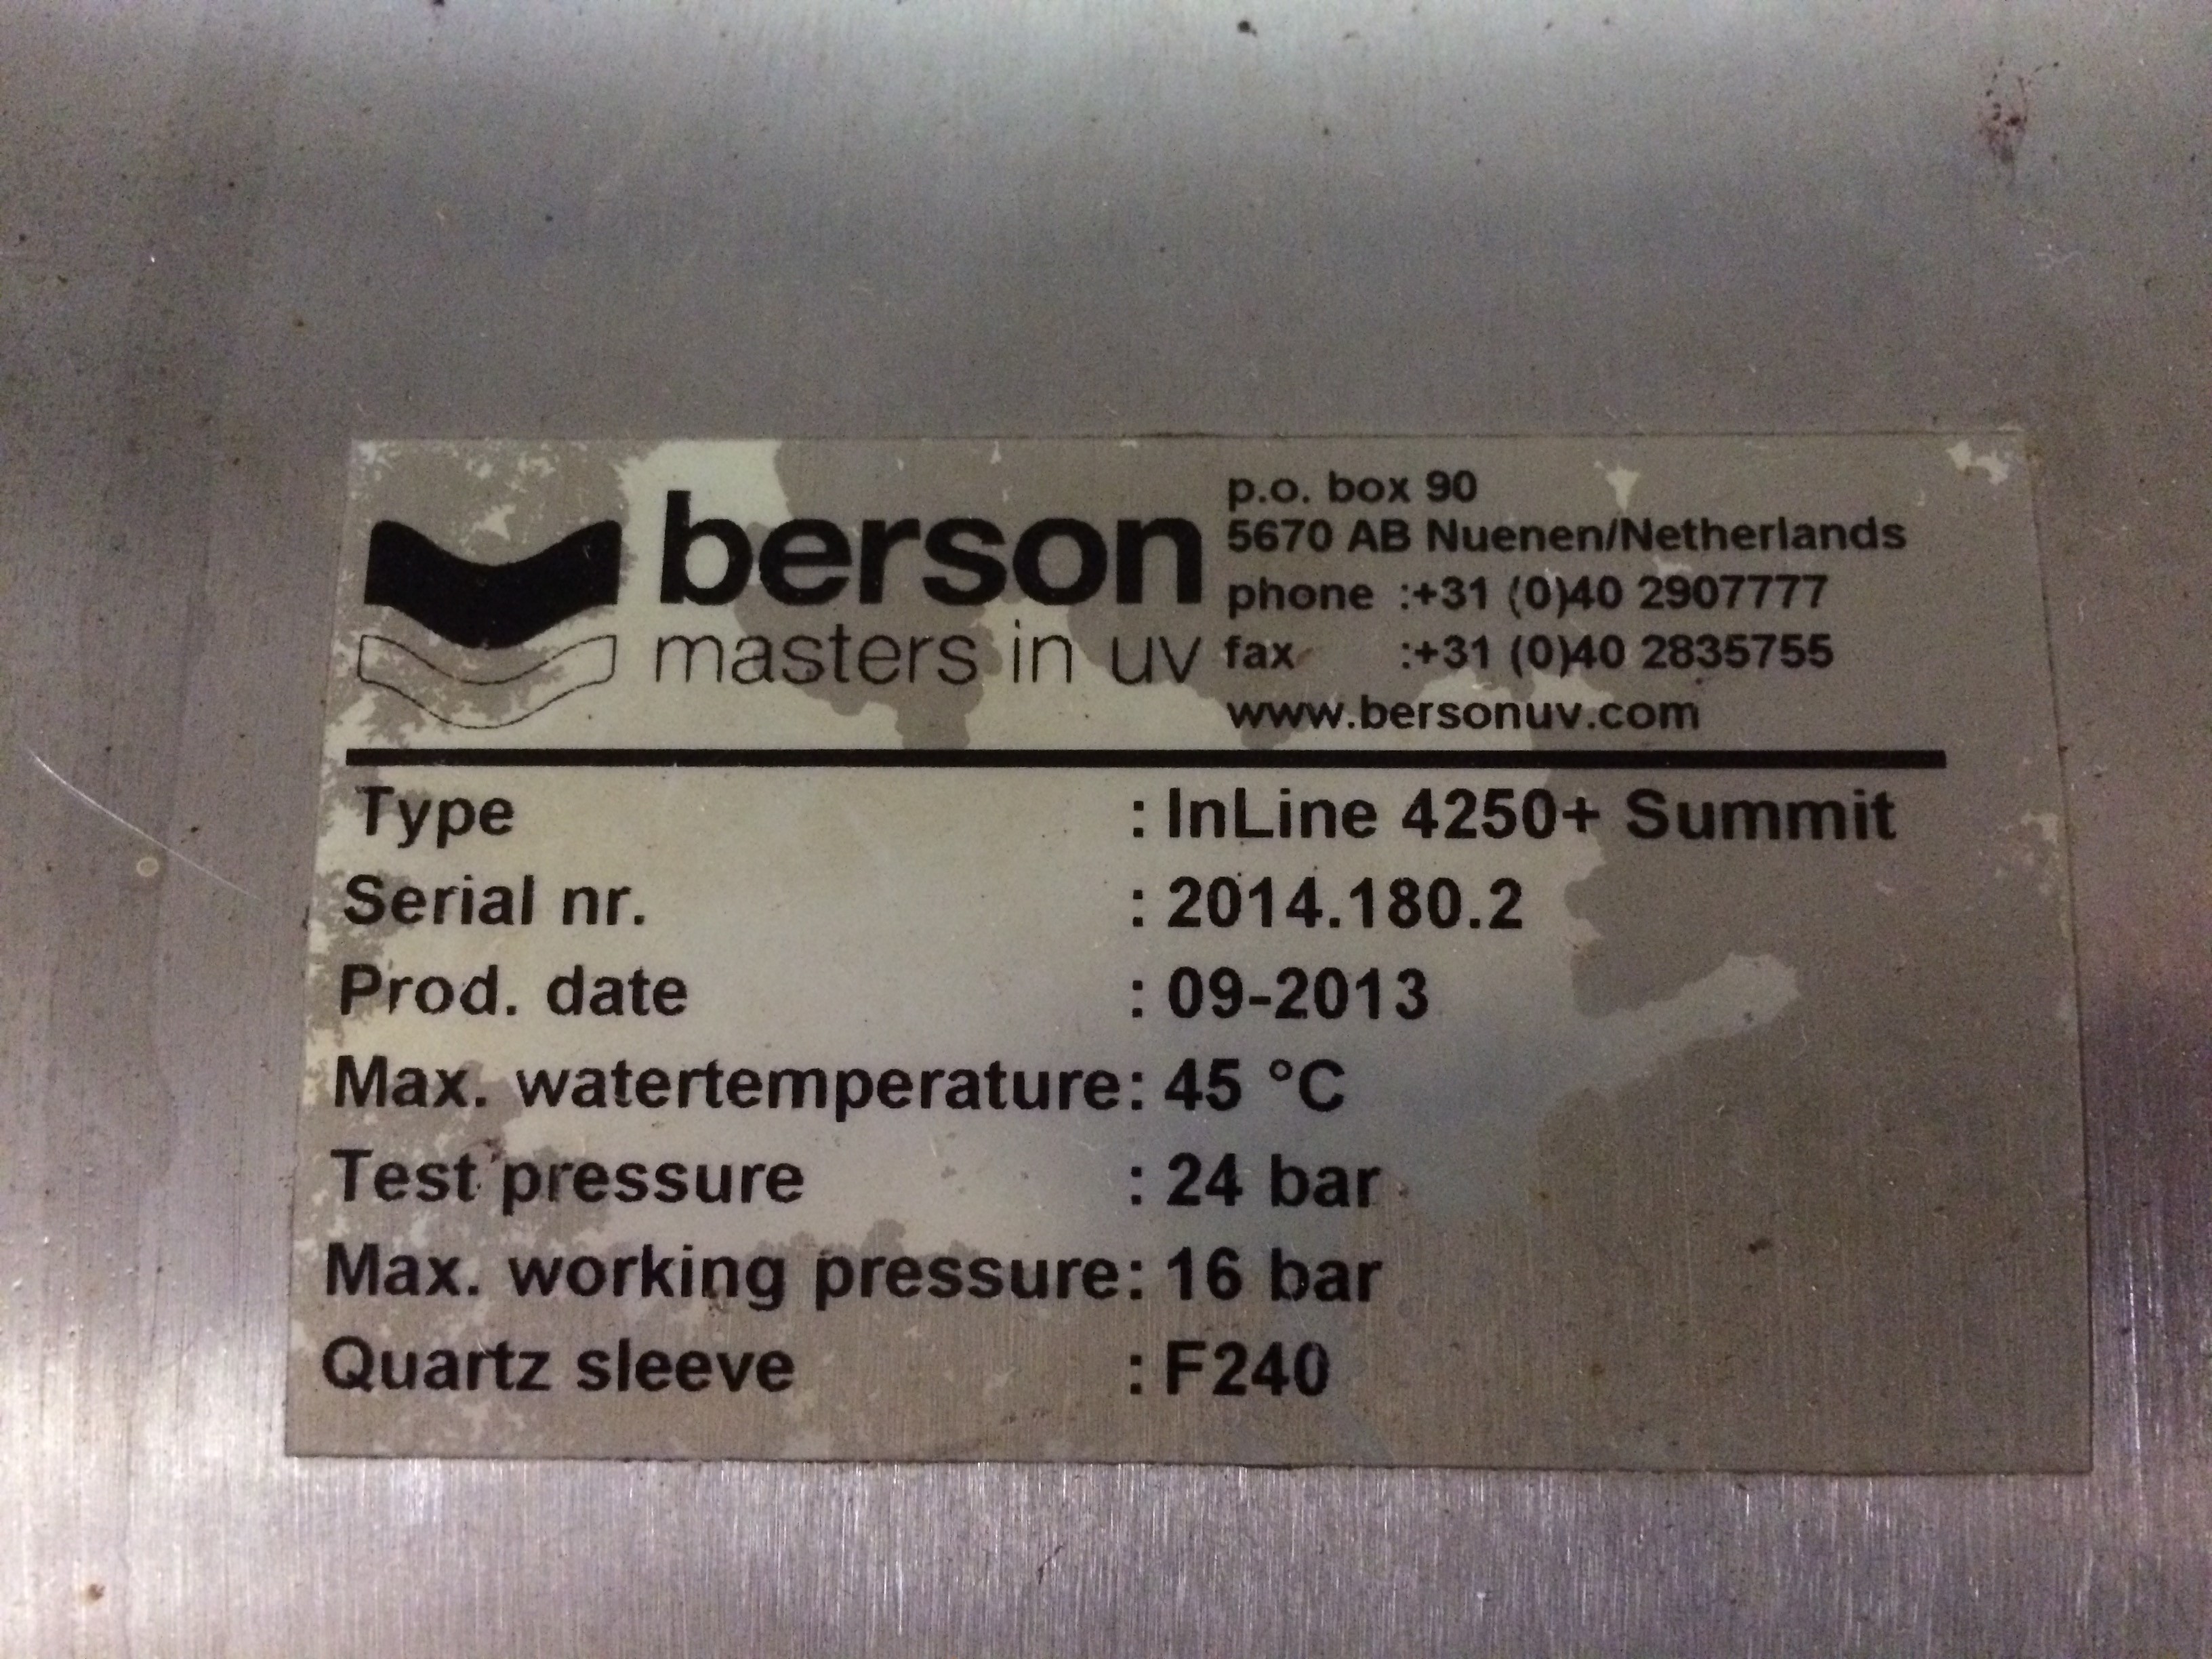 berson
masters in uv
p.o. box 90
5670 AB Nuenen/Netherlands
phone :+31 (0)40 2907777
fax :+31 (0)40 2835755
www.bersonuv.com
Type : InLine 4250+ Summit
Serial nr. : 2014.180.2
Prod. date : 09-2013
Max. watertemperature: 45 °C
Test pressure : 24 bar
Max. working pressure: 16 bar
Quartz sleeve : F240